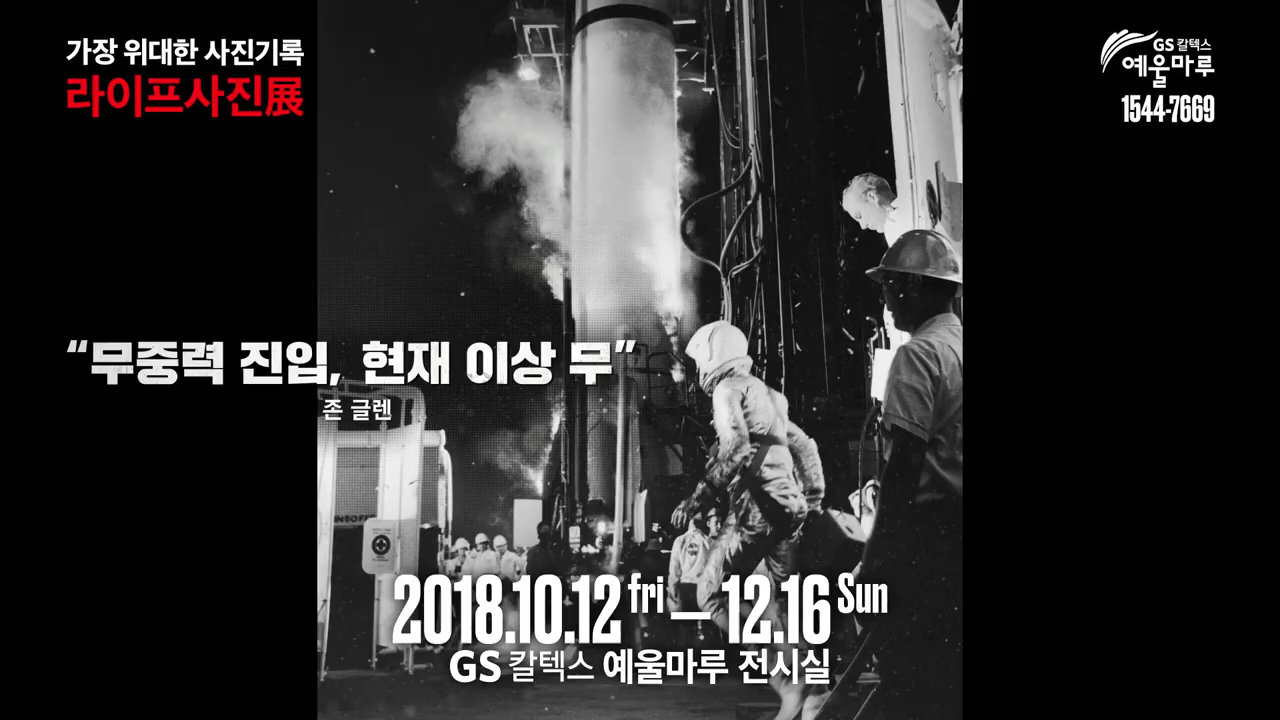 가장 위대한 사진기록
라이프사진展
GS칼텍스
예울마루
1544-7669
“무중력 진입, 현재 이상 무”
존 글렌
2018.10.12 fri — 12.16 Sun
GS 칼텍스 예울마루 전시실